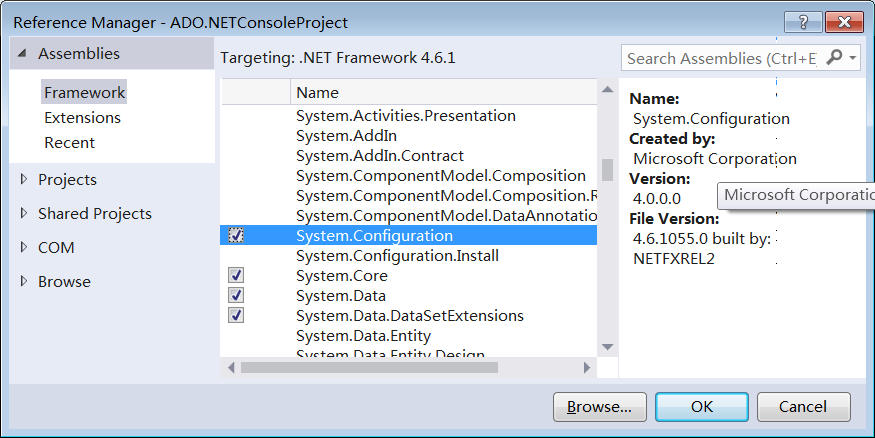 Reference Manager - ADO.NETConsoleProject
Assemblies
Framework
Extensions
Recent
Projects
Shared Projects
COM
Browse
Targeting: .NET Framework 4.6.1
Name
System.Activities.Presentation
System.AddIn
System.AddIn.Contract
System.ComponentModel.Composition
System.ComponentModel.Composition.R
System.ComponentModel.DataAnnotatio
System.Configuration
System.Configuration.Install
System.Core
System.Data
System.Data.DataSetExtensions
System.Data.Entity
System.Data.Entity.Design
Search Assemblies (Ctrl+E)
Name:
System.Configuration
Created by:
Microsoft Corporation
Version:
4.0.0.0
Microsoft Corporatio
File Version:
4.6.1055.0 built by:
NETFXREL2
Browse...
OK
Cancel